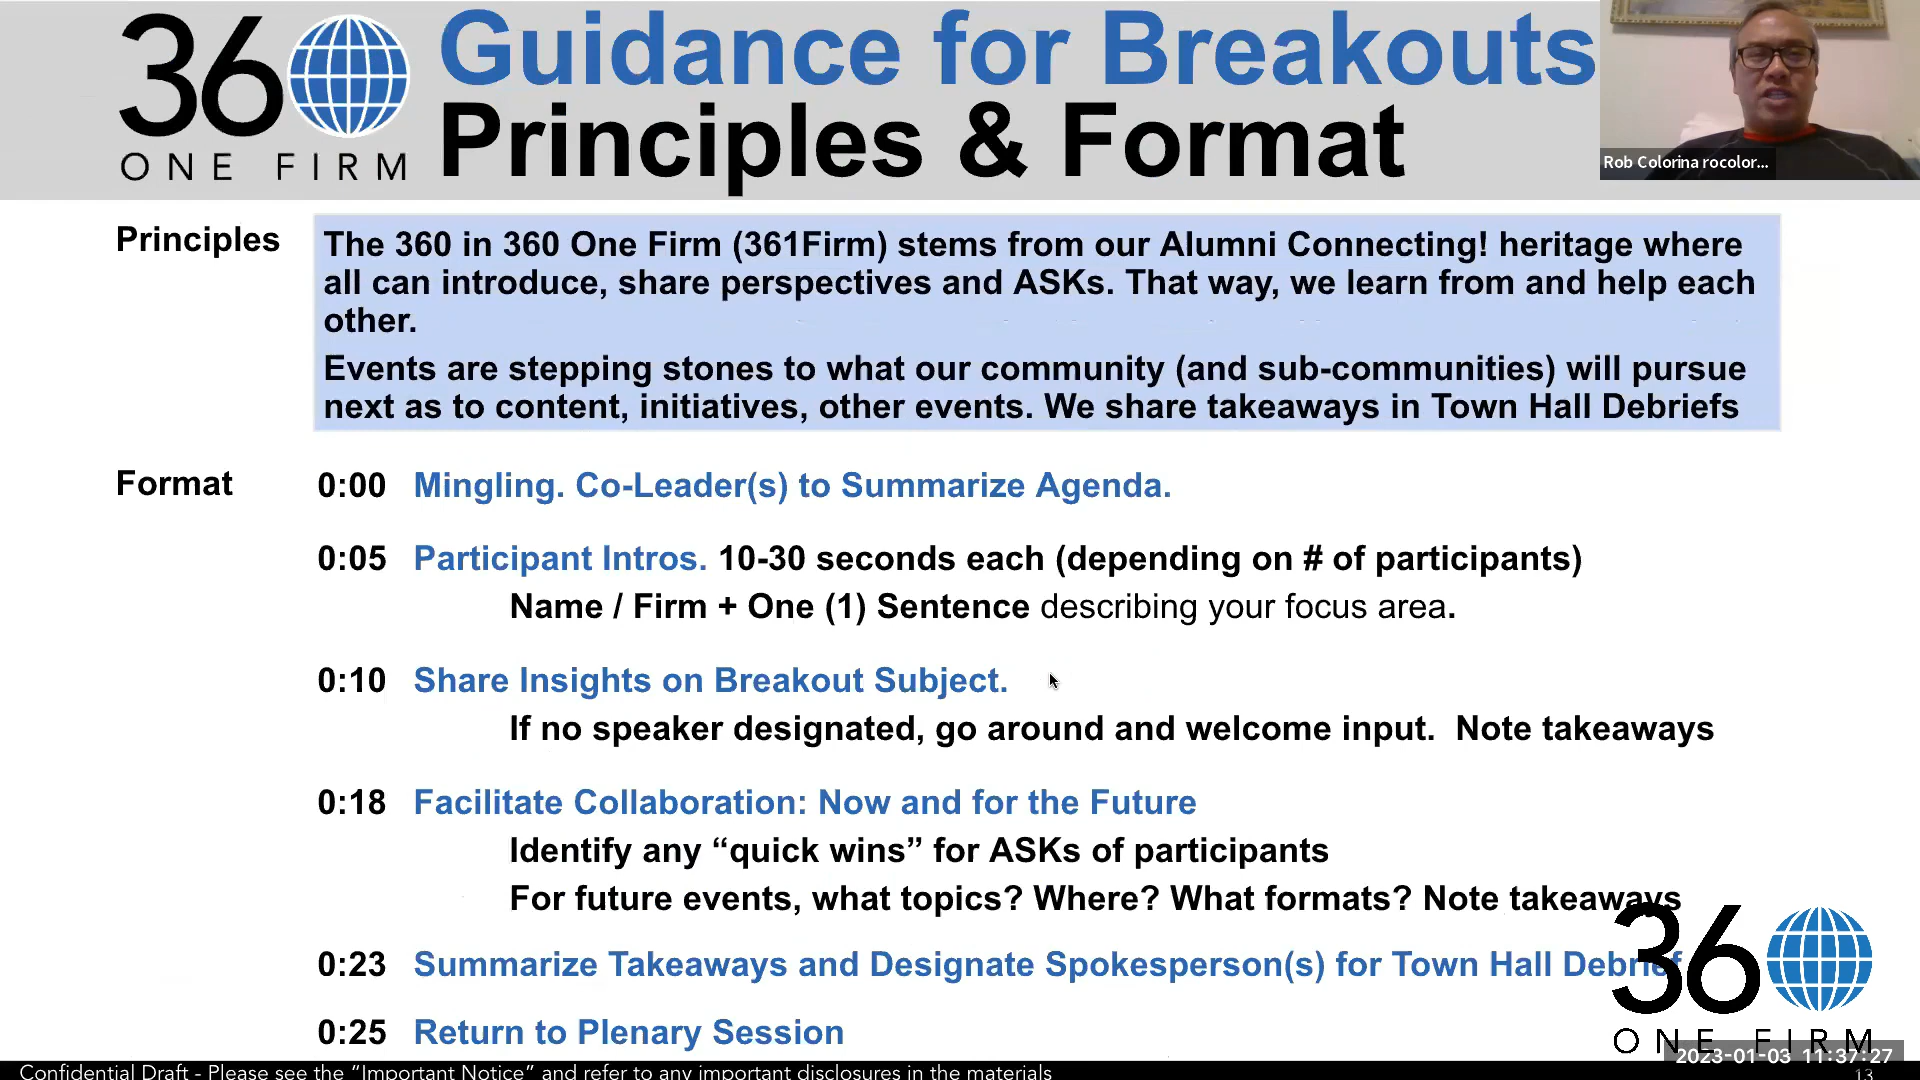 360
ONE FIRM
Guidance for Breakouts
Principles & Format
Rob Colorina rocolor...
Principles
The 360 in 360 One Firm (361Firm) stems from our Alumni Connecting! heritage where
all can introduce, share perspectives and ASKs. That way, we learn from and help each
other.
Events are stepping stones to what our community (and sub-communities) will pursue
next as to content, initiatives, other events. We share takeaways in Town Hall Debriefs
Format
0:00 Mingling. Co-Leader(s) to Summarize Agenda.
0:05 Participant Intros. 10-30 seconds each (depending on # of participants)
Name / Firm + One (1) Sentence describing your focus area.
0:10 Share Insights on Breakout Subject.
If no speaker designated, go around and welcome input. Note takeaways
0:18 Facilitate Collaboration: Now and for the Future
Identify any “quick wins” for ASKs of participants
For future events, what topics? Where? What formats? Note takeaways
0:23 Summarize Takeaways and Designate Spokesperson(s) for Town Hall Debrief
0:25 Return to Plenary Session
360
ONE FIRM
2023-01-03 11:37:27
Confidential Draft - Please see the “Important Notice” and refer to any important disclosures in the materials
13